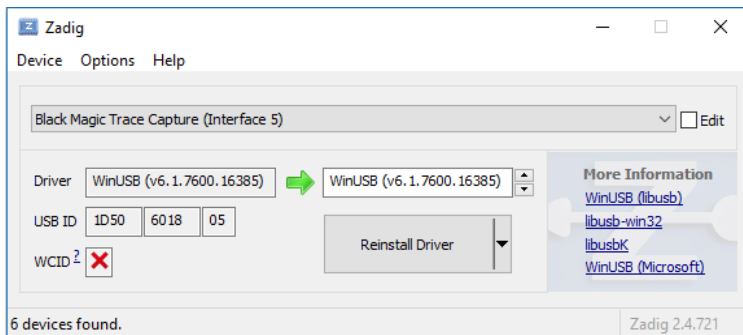 Zadig
Device Options Help
Black Magic Trace Capture (Interface 5)
Edit
Driver WinUSB (v6.1.7600.16385) WinUSB (v6.1.7600.16385)
USB ID 1D50 6018 05
WCID ?
Reinstall Driver
More Information
WinUSB (libusb)
libusb-win32
libusbK
WinUSB (Microsoft)
6 devices found.
Zadig 2.4.721